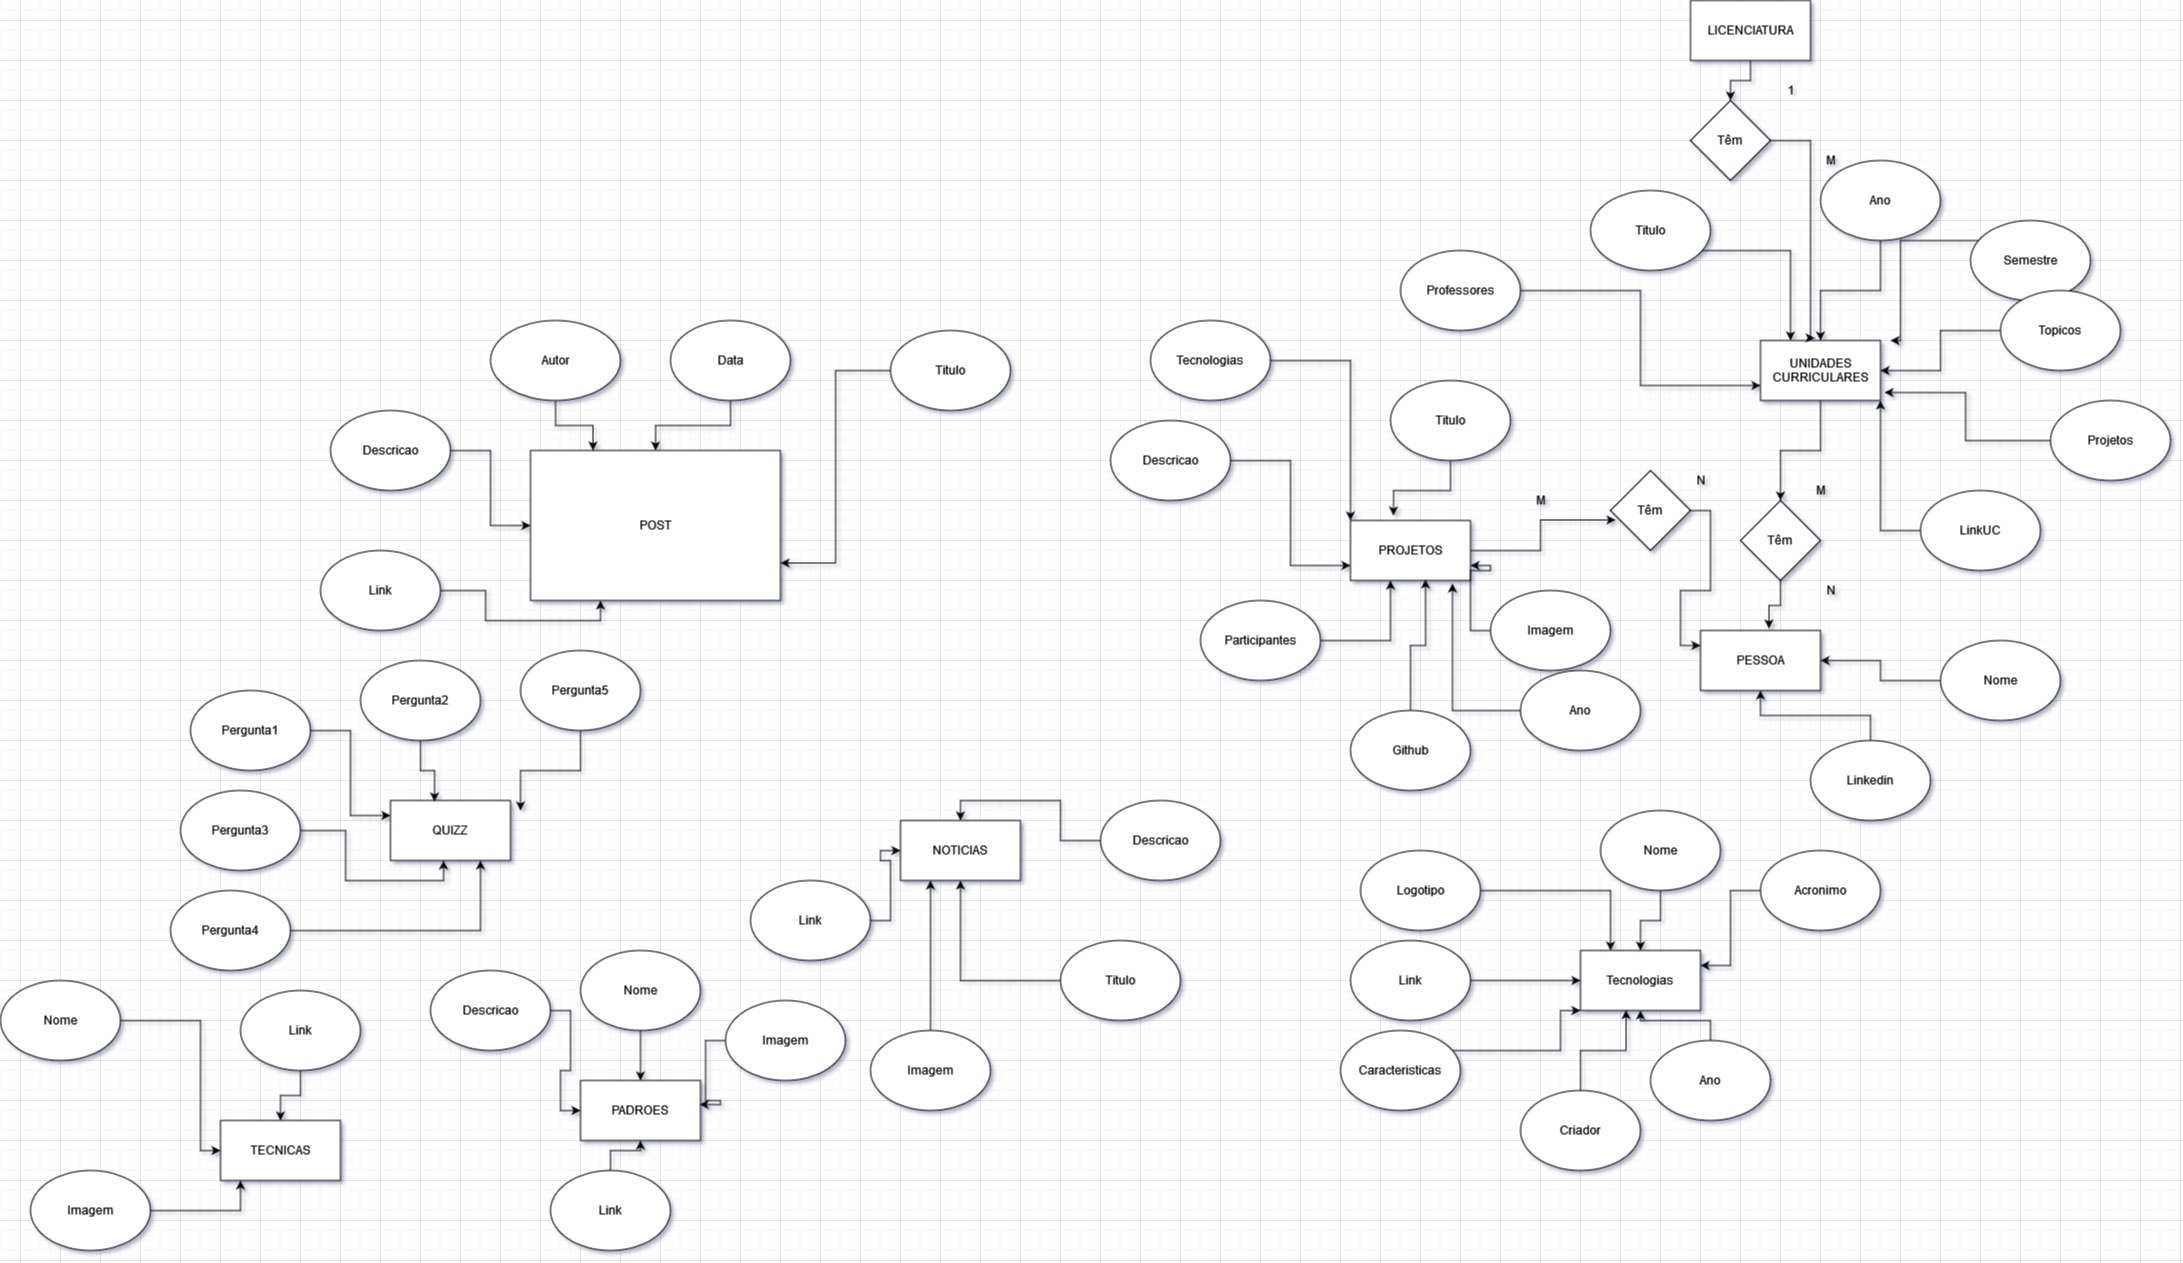 LICENCIATURA
1
Têm
M
Ano
Titulo
Semestre
Professores
Topicos
UNIDADES
CURRICULARES
Projetos
LinkUC
M
Têm
N
PESSOA
Nome
Linkedin
Tecnologias
Titulo
Descricao
M
N
Têm
PROJETOS
Participantes
Imagem
Ano
Github
Autor
Data
Titulo
Descricao
POST
Link
Pergunta1
Pergunta2
Pergunta5
Pergunta3
QUIZZ
Pergunta4
NOTICIAS
Descricao
Link
Titulo
Imagem
Nome
Logotipo
Acronimo
Link
Tecnologias
Caracteristicas
Ano
Criador
Nome
Link
TECNICAS
Imagem
Descricao
Nome
Imagem
PADROES
Link